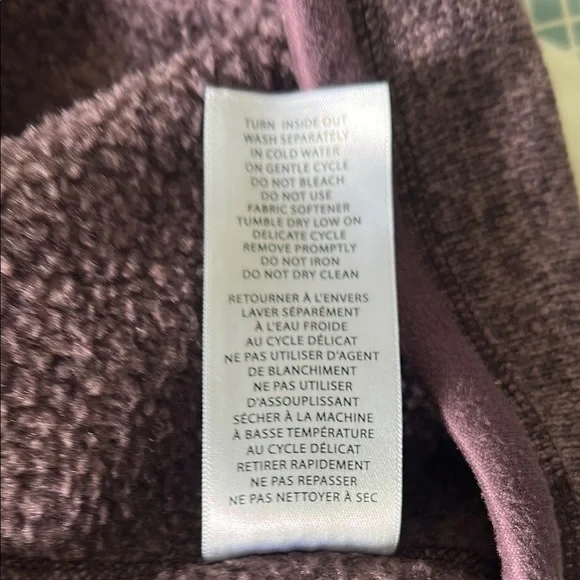 TURN INSIDE OUT
WASH SEPARATELY
IN COLD WATER
ON GENTLE CYCLE
DO NOT BLEACH
DO NOT USE
FABRIC SOFTENER
TUMBLE DRY LOW ON
DELICATE CYCLE
REMOVE PROMPTLY
DO NOT IRON
DO NOT DRY CLEAN
RETOURNER À L'ENVERS
LAVER SÉPARÉMENT
À L'EAU FROIDE
AU CYCLE DÉLICAT
NE PAS UTILISER D'AGENT
DE BLANCHIMENT
NE PAS UTILISER
D'ASSOUPLISSANT
SÉCHER À LA MACHINE
À BASSE TEMPÉRATURE
AU CYCLE DÉLICAT
RETIRER RAPIDEMENT
NE PAS REPASSER
NE PAS NETTOYER À SEC